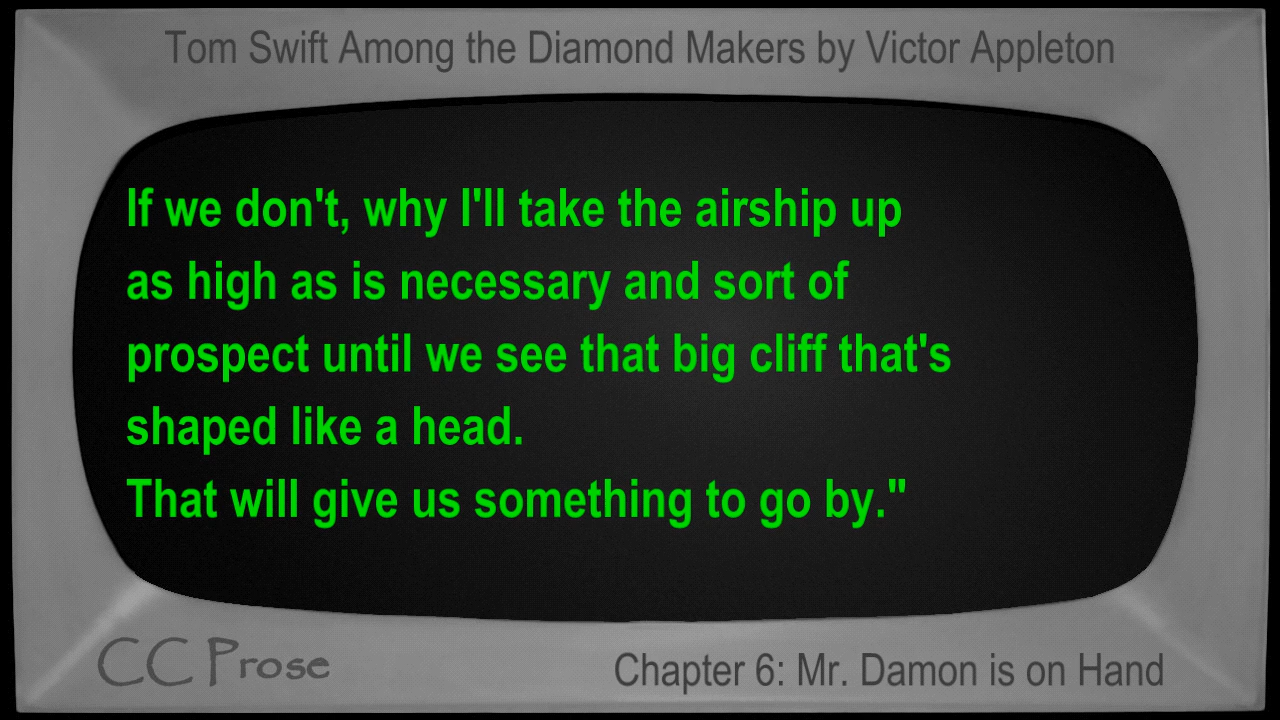 Tom Swift Among the Diamond Makers by Victor Appleton
If we don't, why I'll take the airship up
as high as is necessary and sort of
prospect until we see that big cliff that's
shaped like a head.
That will give us something to go by."
CC Prose
Chapter 6: Mr. Damon is on Hand